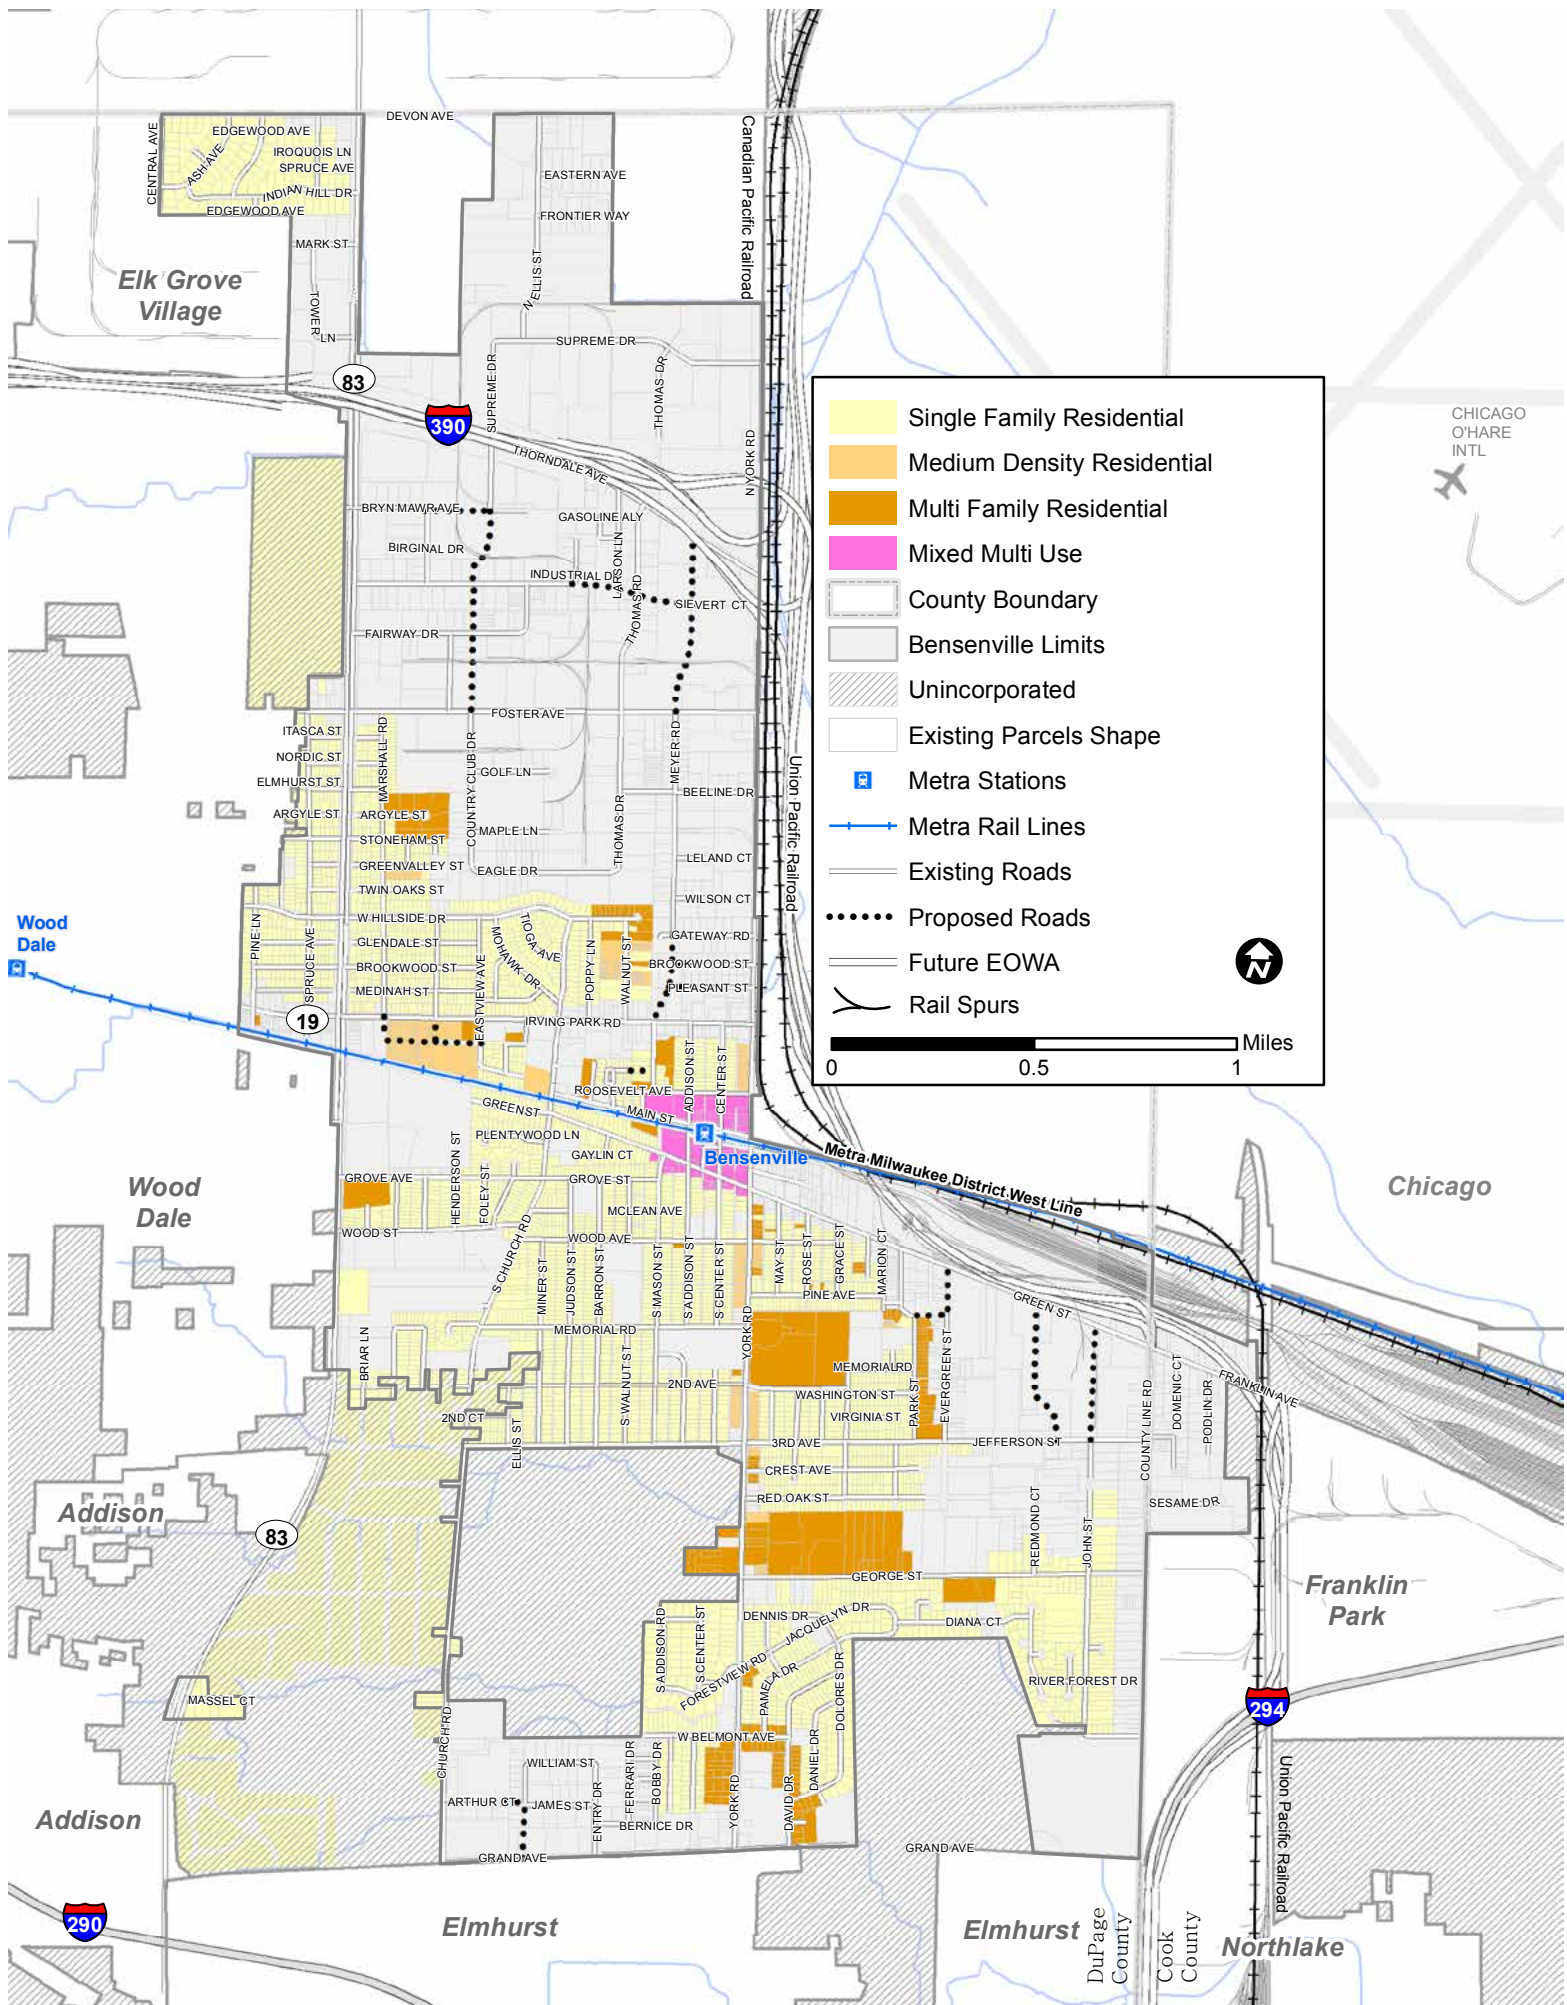 DEVON AVE
CENTRAL AVE
EDGEWOOD AVE
ASH AVE
IROQUOIS LN
SPRUCE AVE
INDIAN HILL DR
EDGEWOOD AVE
EASTERN AVE
FRONTIER WAY
MARK ST
N ELLIS ST
Canadian Pacific Railroad
Elk Grove
Village
TOWER
LN
SUPREME DR
SUPREME DR
THOMAS DR
83
390
THORNDALE AVE
N YORK RD
BRYN MAWR AVE
GASOLINE ALY
BIRGINAL DR
LARSON LN
INDUSTRIAL DR
THOMAS RD
SIEVERT CT
FAIRWAY DR
FOSTER AVE
ITASCA ST
MARSHALL RD
NORDIC ST
COUNTRY CLUB DR
GOLF LN
MEYER RD
ELMHURST ST
BEELINE DR
Union Pacific Railroad
ARGYLE ST
ARGYLE ST
MAPLE LN
THOMAS DR
STONEHAM ST
LELAND CT
GREENVALLEY ST
EAGLE DR
TWIN OAKS ST
WILSON CT
W HILLSIDE DR
TIOGA AVE
PINE LN
SPRUCE AVE
GLENDALE ST
MOHAWK DR
WALNUT ST
GATEWAY RD
BROOKWOOD ST
EASTVIEW AVE
POPPY LN
BROOKWOOD ST
MEDINAH ST
PLEASANT ST
Wood
Dale
19
IRVING PARK RD
ADDISON ST
CENTER ST
ROOSEVELT AVE
GREEN ST
MAIN ST
PLENTYWOOD LN
GAYLIN CT
Bensenville
Metra Milwaukee District West Line
HENDERSON ST
FOLEY ST
GROVE AVE
GROVE ST
Wood
Dale
MCLEAN AVE
WOOD ST
WOOD AVE
S CHURCH RD
MINER ST
JUDSON ST
BARRON ST
S MASON ST
S ADDISON ST
S CENTER ST
MAY ST
ROSE ST
GRACE ST
MARION CT
PINE AVE
GREEN ST
YORK RD
BRIAR LN
MEMORIAL RD
MEMORIAL RD
S WALNUT ST
2ND AVE
WASHINGTON ST
PARK ST
EVERGREEN ST
VIRGINIA ST
2ND CT
ELLIS ST
3RD AVE
JEFFERSON ST
COUNTY LINE RD
DOMENIC CT
PODLIN DR
FRANKLIN AVE
CREST AVE
RED OAK ST
REDMOND CT
JOHN ST
SESAME DR
Addison
83
GEORGE ST
Franklin
Park
Chicago
S ADDISON RD
S CENTER ST
DENNIS DR
JACQUELYN DR
DIANA CT
FORESTVIEW RD
PAMELA DR
DOLORES DR
RIVER FOREST DR
MASSEL CT
294
CHURCH RD
W BELMONT AVE
WILLIAM ST
FERRARI DR
BOBBY DR
DANIEL DR
ARTHUR CT
JAMES ST
ENTRY DR
YORK RD
DAVID DR
BERNICE DR
Addison
GRAND AVE
GRAND AVE
Union Pacific Railroad
290
Elmhurst
Elmhurst
DuPage
County
Cook
County
Northlake
CHICAGO
O'HARE
INTL
Single Family Residential
Medium Density Residential
Multi Family Residential
Mixed Multi Use
County Boundary
Bensenville Limits
Unincorporated
Existing Parcels Shape
Metra Stations
Metra Rail Lines
Existing Roads
Proposed Roads
Future EOWA
Rail Spurs
N
Miles
0
0.5
1